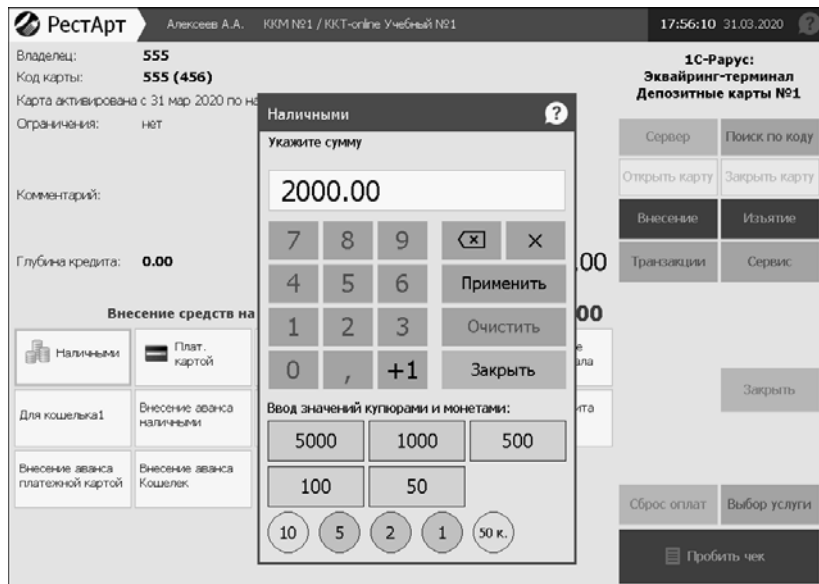 РестАрт
Алексеев А.А.
ККМ №1 / ККТ-online Учебный №1
17:56:10 31.03.2020
?
Владелец: 555
Код карты: 555 (456)
Карта активирована с 31 мар 2020 по
Ограничения: нет
Комментарий:
Глубина кредита: 0.00
Внесение средств на
Наличными
Плат. картой
Для кошелька1
Внесение аванса наличными
Внесение аванса платежной картой
Внесение аванса Кошелек
Наличными
?
Укажите сумму
2000.00
7 8 9 ×
4 5 6 Применить
1 2 3 Очистить
0 , +1 Закрыть
Ввод значений купюрами и монетами:
5000 1000 500
100 50
10 5 2 1 50 к.
.00
00
1С-Рарус:
Эквайринг-терминал
Депозитные карты №1
Сервер Поиск по коду
Открыть карту Закрыть карту
Внесение Изъятие
Транзакции Сервис
Закрыть
Сброс оплат Выбор услуги
Пробить чек